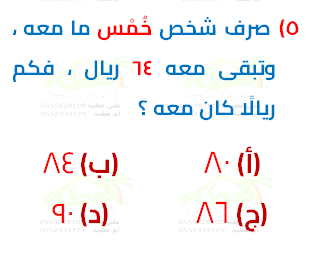 ٥) صرف شخص خُمْس ما معه ،
وتبقى معه ٦٤ ريال ، فكم
ريالًا كان معه ؟
(أ) ٨٠ (ب) ٨٤
(ج) ٨٦ (د) ٩٠